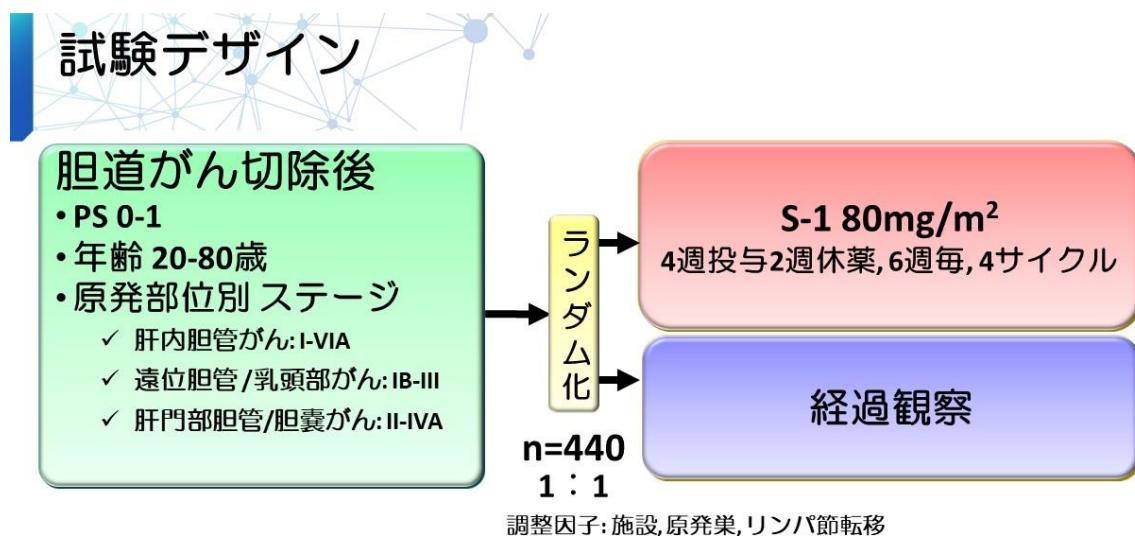 試験デザイン
胆道がん切除後
• PS 0-1
• 年齢 20-80歳
• 原発部位別 ステージ
✓ 肝内胆管がん: I-VIA
✓ 遠位胆管/乳頭部がん: IB-III
✓ 肝門部胆管/胆嚢がん: II-IVA
ランダム化
n=440
1：1
S-1 80mg/m²
4週投与2週休薬, 6週毎, 4サイクル
経過観察
調整因子: 施設, 原発巣, リンパ節転移